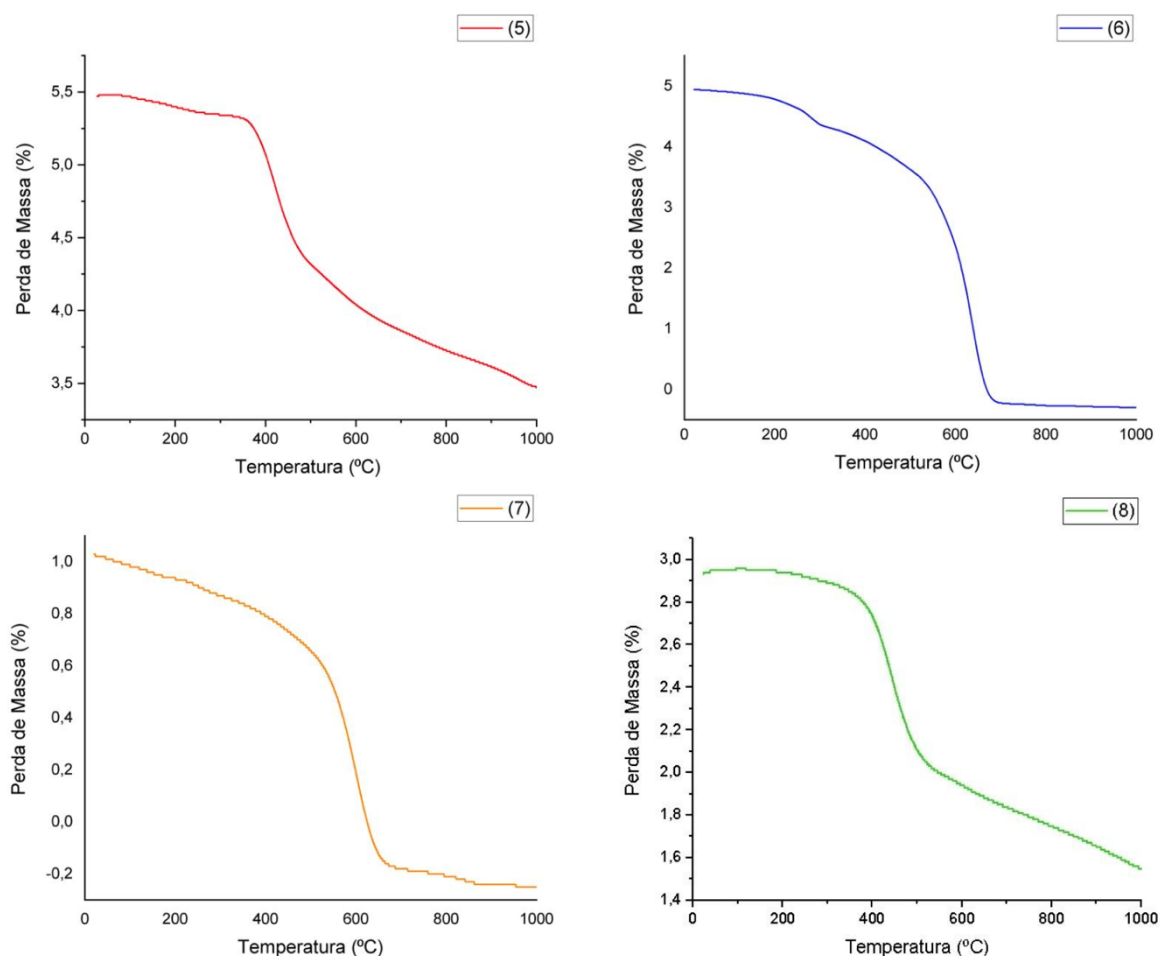 (5)
Perda de Massa (%)
5,5
5,0
4,5
4,0
3,5
0 200 400 600 800 1000
Temperatura (ºC)
(6)
Perda de Massa (%)
5
4
3
2
1
0
0 200 400 600 800 1000
Temperatura (ºC)
(7)
Perda de Massa (%)
1,0
0,8
0,6
0,4
0,2
0,0
-0,2
0 200 400 600 800 1000
Temperatura (ºC)
(8)
Perda de Massa (%)
3,0
2,8
2,6
2,4
2,2
2,0
1,8
1,6
1,4
0 200 400 600 800 1000
Temperatura (ºC)